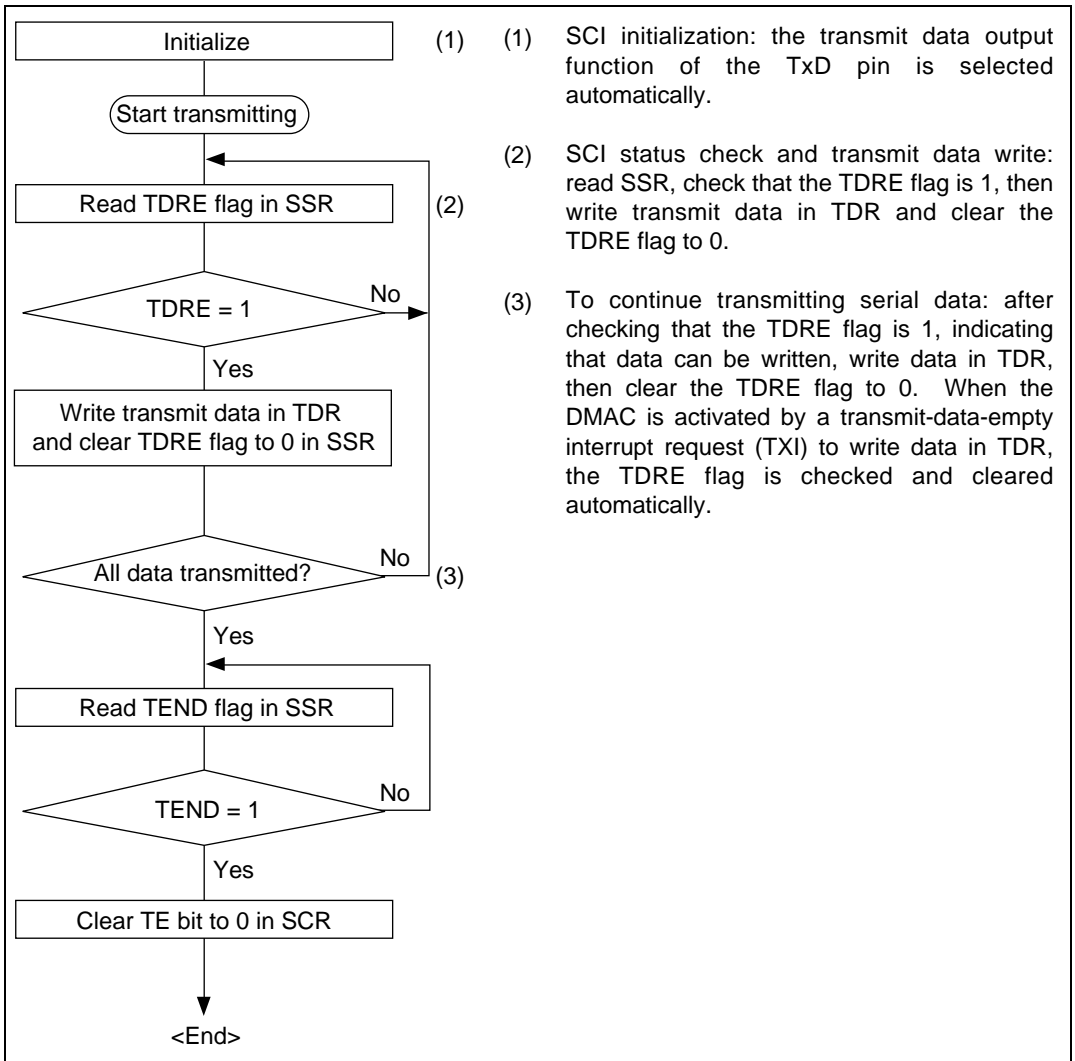 Initialize
(1)
Start transmitting
Read TDRE flag in SSR
(2)
TDRE = 1
No
Yes
Write transmit data in TDR
and clear TDRE flag to 0 in SSR
All data transmitted?
No
(3)
Yes
Read TEND flag in SSR
TEND = 1
No
Yes
Clear TE bit to 0 in SCR
<End>
(1) SCI initialization: the transmit data output
function of the TxD pin is selected
automatically.
(2) SCI status check and transmit data write:
read SSR, check that the TDRE flag is 1, then
write transmit data in TDR and clear the
TDRE flag to 0.
(3) To continue transmitting serial data: after
checking that the TDRE flag is 1, indicating
that data can be written, write data in TDR,
then clear the TDRE flag to 0. When the
DMAC is activated by a transmit-data-empty
interrupt request (TXI) to write data in TDR,
the TDRE flag is checked and cleared
automatically.